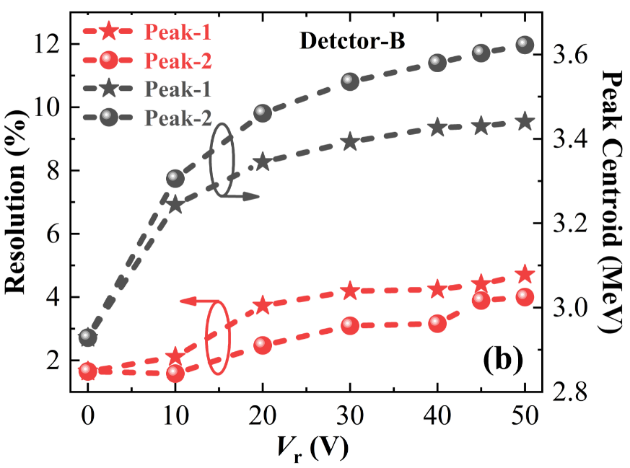 Peak-1
Peak-2
Peak-1
Peak-2
Detctor-B
12
10
8
6
4
2
Resolution (%)
3.6
3.4
3.2
3.0
2.8
Peak Centroid (MeV)
(b)
0 10 20 30 40 50
Vr (V)